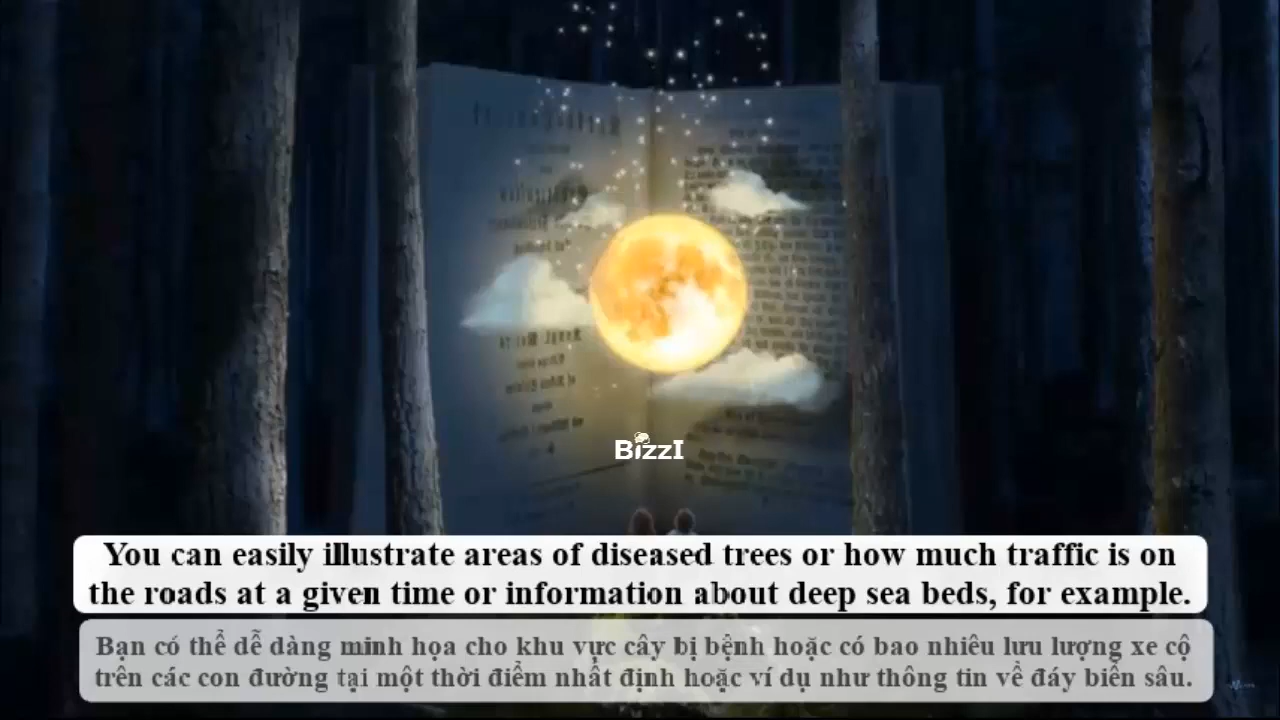 BizzI
You can easily illustrate areas of diseased trees or how much traffic is on
the roads at a given time or information about deep sea beds, for example.
Bạn có thể dễ dàng minh họa cho khu vực cây bị bệnh hoặc có bao nhiêu lưu lượng xe cộ
trên các con đường tại một thời điểm nhất định hoặc ví dụ như thông tin về đáy biển sâu.